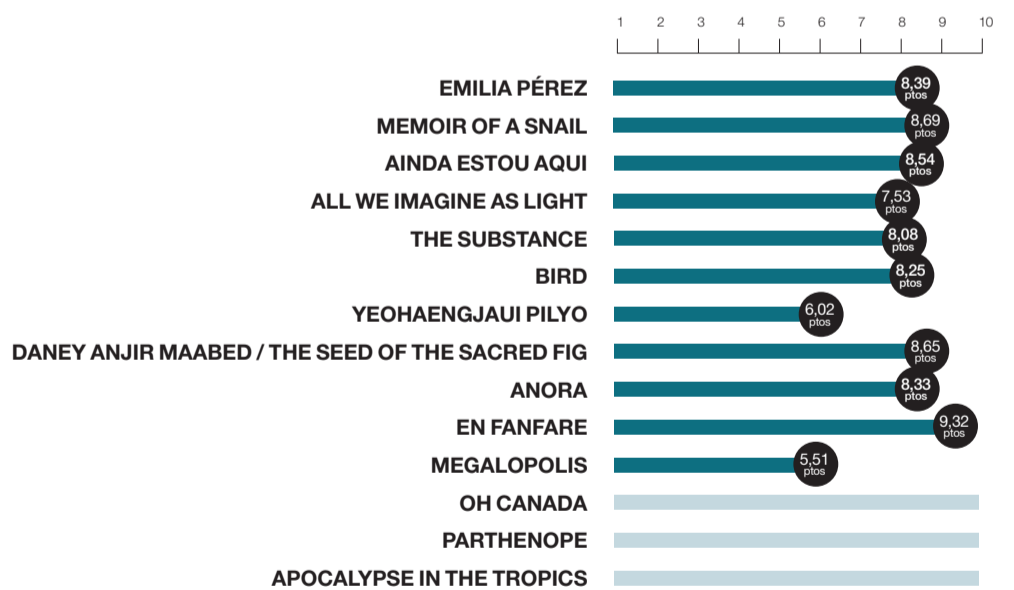 1 2 3 4 5 6 7 8 9 10
EMILIA PÉREZ 8,39 ptos
MEMOIR OF A SNAIL 8,69 ptos
AINDA ESTOU AQUI 8,54 ptos
ALL WE IMAGINE AS LIGHT 7,53 ptos
THE SUBSTANCE 8,08 ptos
BIRD 8,25 ptos
YEOHAENGJAUI PILYO 6,02 ptos
DANEY ANJIR MAABED / THE SEED OF THE SACRED FIG 8,65 ptos
ANORA 8,33 ptos
EN FANFARE 9,32 ptos
MEGALOPOLIS 5,51 ptos
OH CANADA
PARTHENOPE
APOCALYPSE IN THE TROPICS